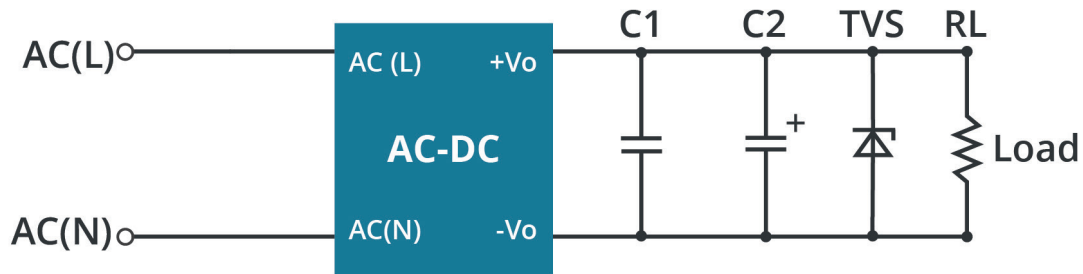 C1 C2 TVS RL
AC(L) AC (L) +Vo
AC-DC + Load
AC(N) AC(N) -Vo